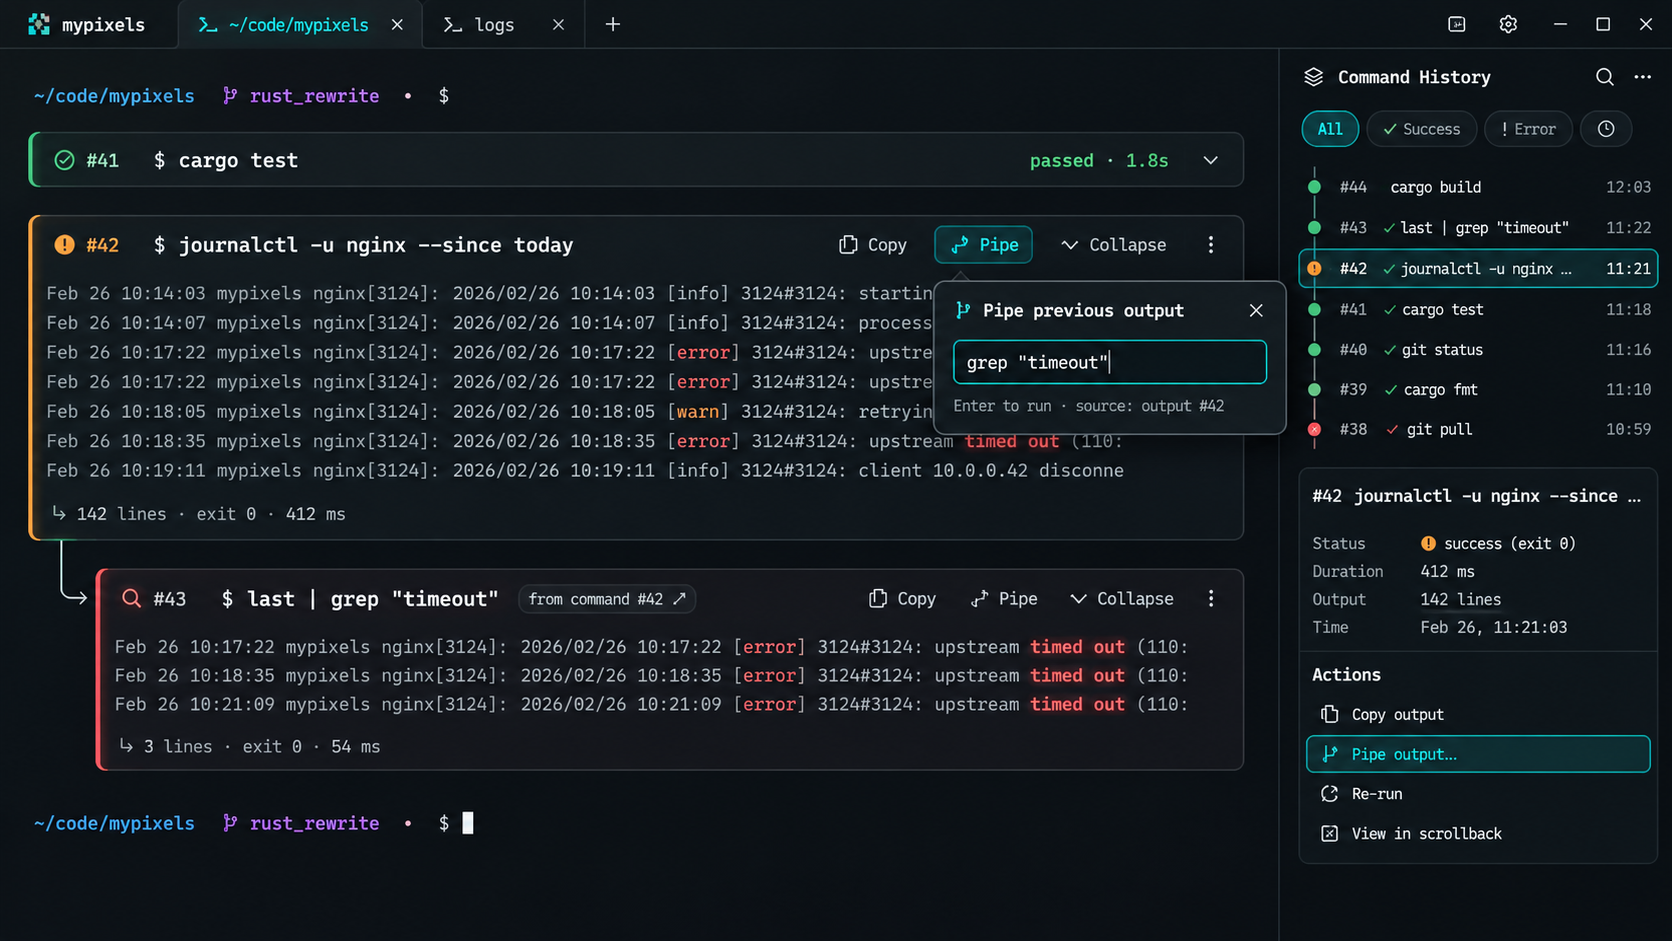 mypixels
~/code/mypixels
logs
~/code/mypixels rust_rewrite • $
#41 $ cargo test passed · 1.8s
#42 $ journalctl -u nginx --since today Copy Pipe Collapse
Feb 26 10:14:03 mypixels nginx[3124]: 2026/02/26 10:14:03 [info] 3124#3124: startin
Feb 26 10:14:07 mypixels nginx[3124]: 2026/02/26 10:14:07 [info] 3124#3124: process
Feb 26 10:17:22 mypixels nginx[3124]: 2026/02/26 10:17:22 [error] 3124#3124: upstre
Feb 26 10:17:22 mypixels nginx[3124]: 2026/02/26 10:17:22 [error] 3124#3124: upstre
Feb 26 10:18:05 mypixels nginx[3124]: 2026/02/26 10:18:05 [warn] 3124#3124: retryin
Feb 26 10:18:35 mypixels nginx[3124]: 2026/02/26 10:18:35 [error] 3124#3124: upstream timed out (110:
Feb 26 10:19:11 mypixels nginx[3124]: 2026/02/26 10:19:11 [info] 3124#3124: client 10.0.0.42 disconne
↳ 142 lines · exit 0 · 412 ms
Pipe previous output
grep "timeout"
Enter to run · source: output #42
#43 $ last | grep "timeout" from command #42 Copy Pipe Collapse
Feb 26 10:17:22 mypixels nginx[3124]: 2026/02/26 10:17:22 [error] 3124#3124: upstream timed out (110:
Feb 26 10:18:35 mypixels nginx[3124]: 2026/02/26 10:18:35 [error] 3124#3124: upstream timed out (110:
Feb 26 10:21:09 mypixels nginx[3124]: 2026/02/26 10:21:09 [error] 3124#3124: upstream timed out (110:
↳ 3 lines · exit 0 · 54 ms
~/code/mypixels rust_rewrite • $
Command History
All Success ! Error
#44 cargo build 12:03
#43 ✓ last | grep "timeout" 11:22
#42 ✓ journalctl -u nginx ... 11:21
#41 ✓ cargo test 11:18
#40 ✓ git status 11:16
#39 ✓ cargo fmt 11:10
#38 ✓ git pull 10:59
#42 journalctl -u nginx --since ...
Status success (exit 0)
Duration 412 ms
Output 142 lines
Time Feb 26, 11:21:03
Actions
Copy output
Pipe output...
Re-run
View in scrollback